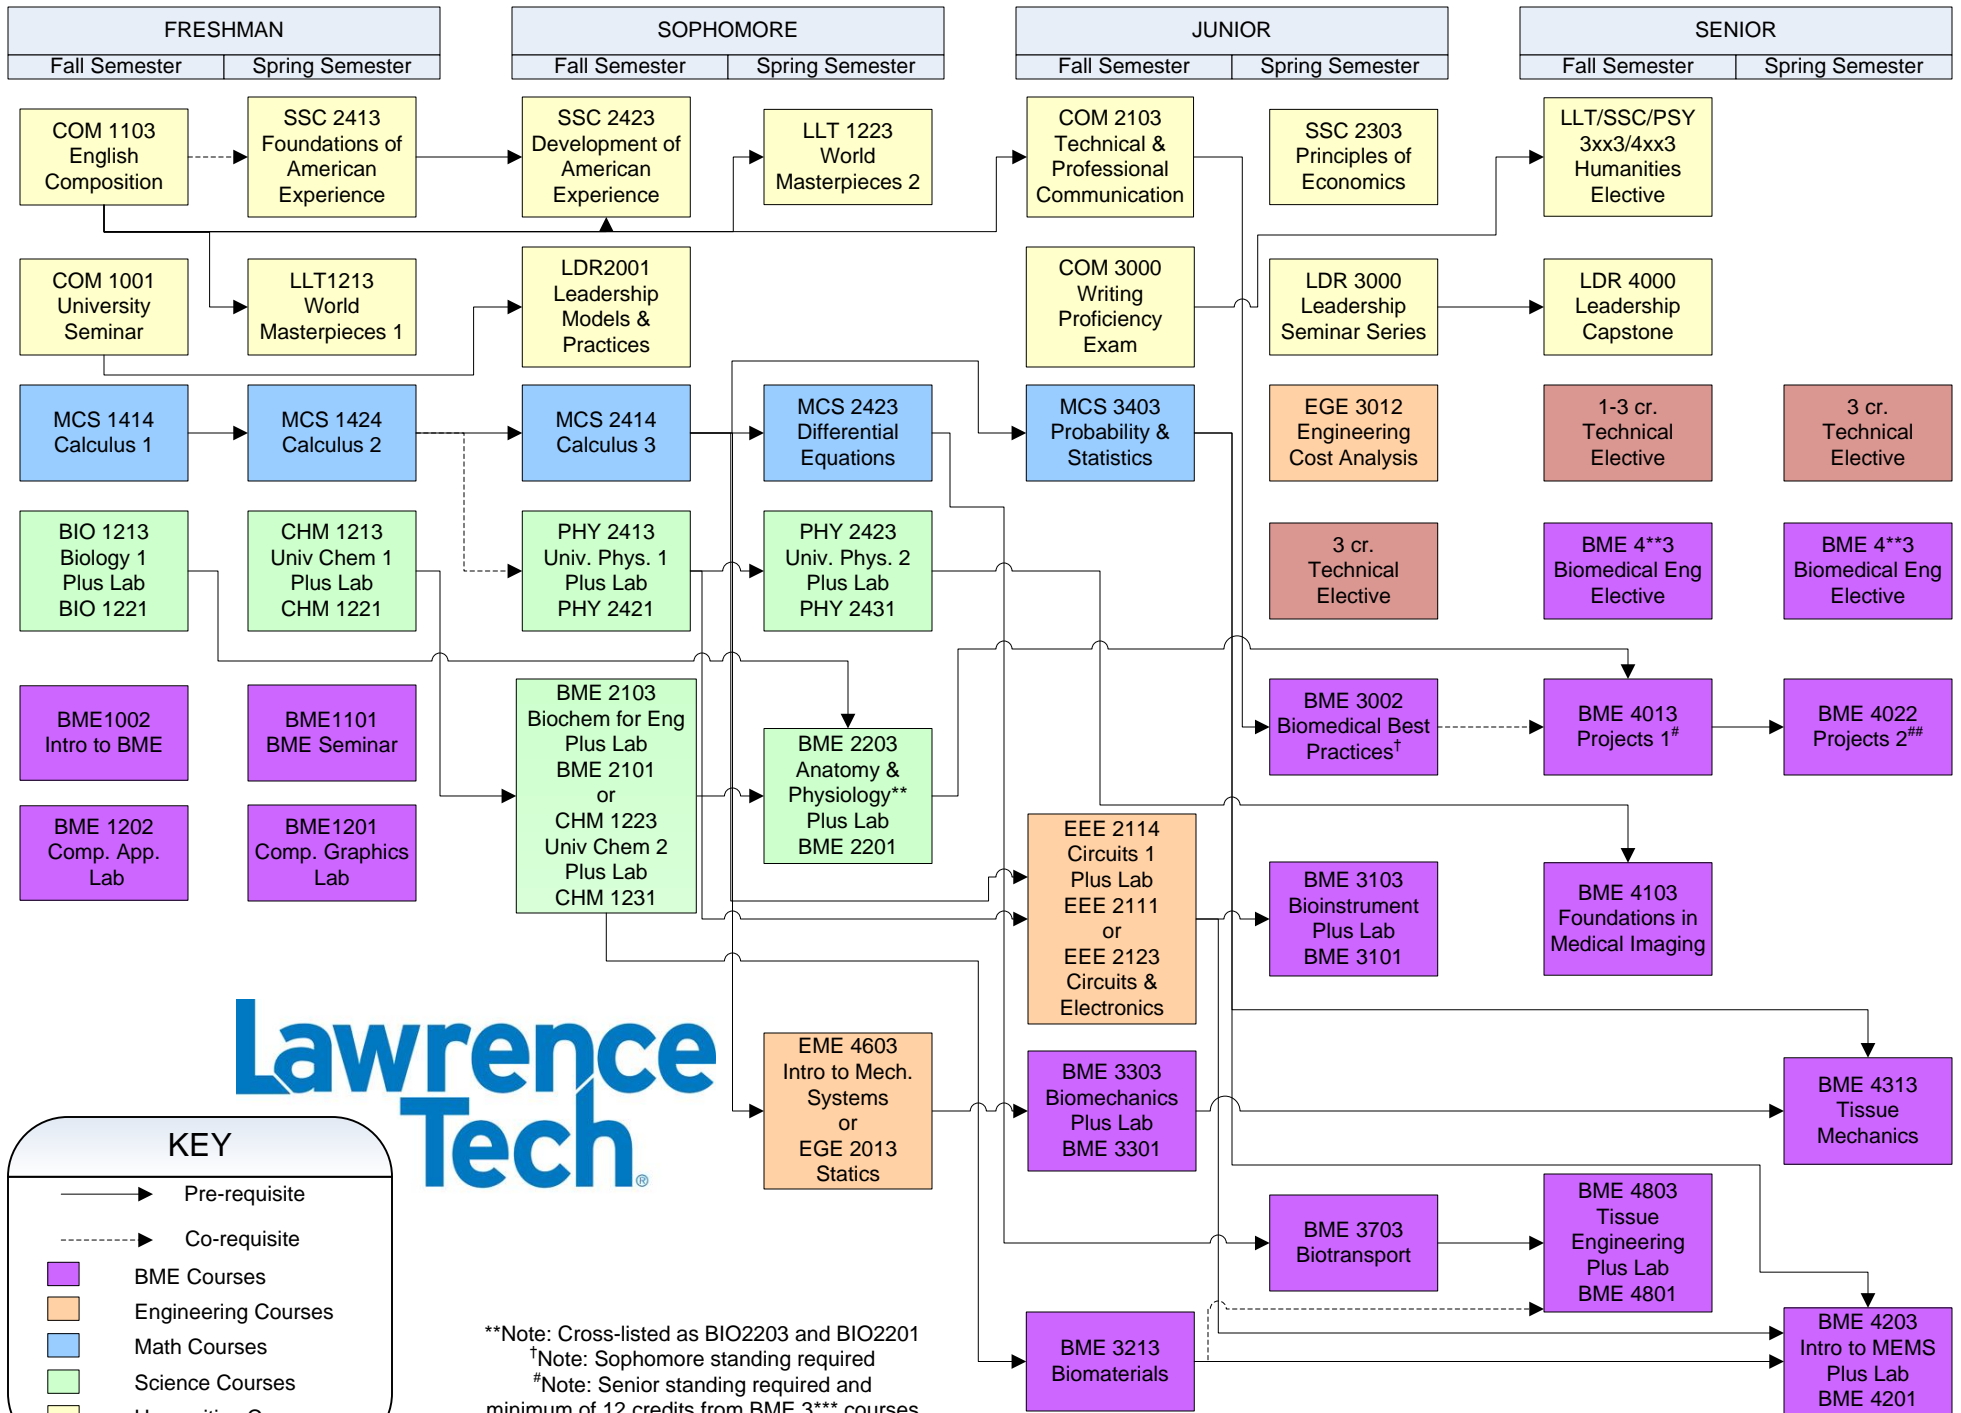 FRESHMAN
Fall Semester
Spring Semester
SOPHOMORE
Fall Semester
Spring Semester
JUNIOR
Fall Semester
Spring Semester
SENIOR
Fall Semester
Spring Semester
COM 1103
English
Composition
SSC 2413
Foundations of
American
Experience
SSC 2423
Development of
American
Experience
LLT 1223
World
Masterpieces 2
COM 2103
Technical &
Professional
Communication
SSC 2303
Principles of
Economics
LLT/SSC/PSY
3xx3/4xx3
Humanities
Elective
COM 1001
University
Seminar
LLT1213
World
Masterpieces 1
LDR2001
Leadership
Models &
Practices
COM 3000
Writing
Proficiency
Exam
LDR 3000
Leadership
Seminar Series
LDR 4000
Leadership
Capstone
MCS 1414
Calculus 1
MCS 1424
Calculus 2
MCS 2414
Calculus 3
MCS 2423
Differential
Equations
MCS 3403
Probability &
Statistics
EGE 3012
Engineering
Cost Analysis
1-3 cr.
Technical
Elective
3 cr.
Technical
Elective
BIO 1213
Biology 1
Plus Lab
BIO 1221
CHM 1213
Univ Chem 1
Plus Lab
CHM 1221
PHY 2413
Univ. Phys. 1
Plus Lab
PHY 2421
PHY 2423
Univ. Phys. 2
Plus Lab
PHY 2431
3 cr.
Technical
Elective
BME 4**3
Biomedical Eng
Elective
BME 4**3
Biomedical Eng
Elective
BME1002
Intro to BME
BME1101
BME Seminar
BME 2103
Biochem for Eng
Plus Lab
BME 2101
or
CHM 1223
Univ Chem 2
Plus Lab
CHM 1231
BME 2203
Anatomy &
Physiology**
Plus Lab
BME 2201
BME 3002
Biomedical Best
Practices†
BME 4013
Projects 1#
BME 4022
Projects 2##
BME 1202
Comp. App.
Lab
BME1201
Comp. Graphics
Lab
EEE 2114
Circuits 1
Plus Lab
EEE 2111
or
EEE 2123
Circuits &
Electronics
BME 3103
Bioinstrument
Plus Lab
BME 3101
BME 4103
Foundations in
Medical Imaging
Lawrence
Tech®
EME 4603
Intro to Mech.
Systems
or
EGE 2013
Statics
BME 3303
Biomechanics
Plus Lab
BME 3301
BME 4313
Tissue
Mechanics
BME 3703
Biotransport
BME 4803
Tissue
Engineering
Plus Lab
BME 4801
BME 3213
Biomaterials
BME 4203
Intro to MEMS
Plus Lab
BME 4201
KEY
Pre-requisite
Co-requisite
BME Courses
Engineering Courses
Math Courses
Science Courses
**Note: Cross-listed as BIO2203 and BIO2201
†Note: Sophomore standing required
#Note: Senior standing required and
minimum of 12 credits from BME 3*** courses